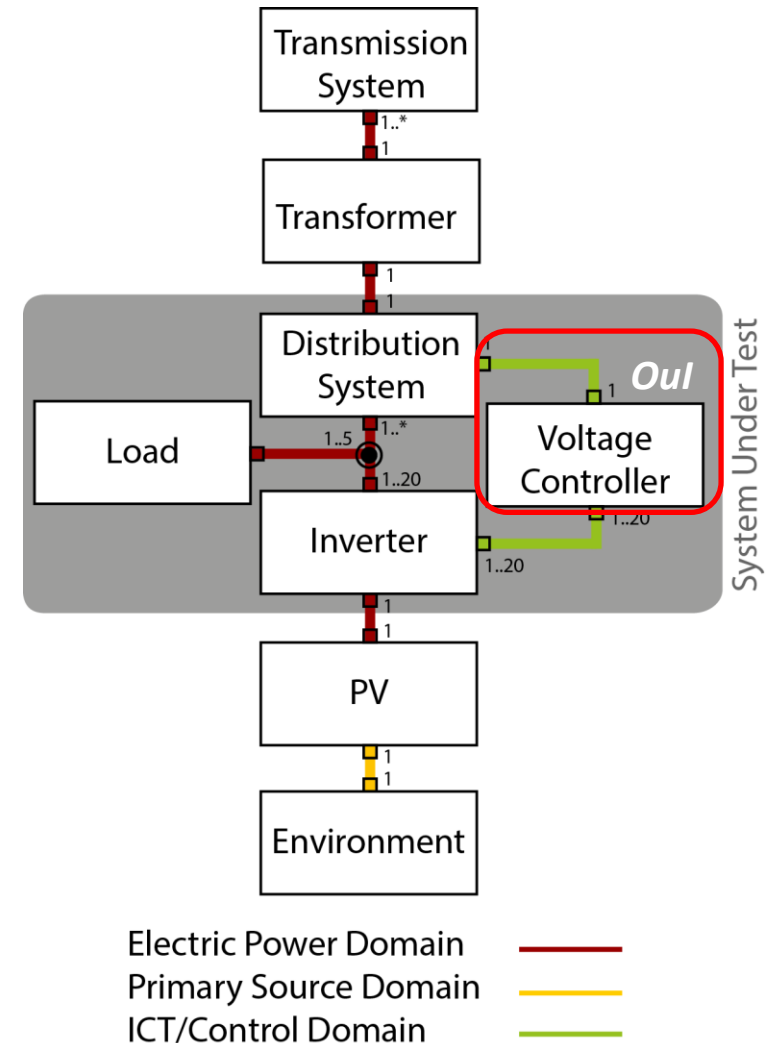 Transmission
System
1..*
1
Transformer
1
1
Distribution
System
1
OuI
1
Voltage
Controller
System Under Test
Load
1..5
1..*
1..20
Inverter
1..20
1..20
1
1
PV
1
1
Environment
Electric Power Domain
Primary Source Domain
ICT/Control Domain